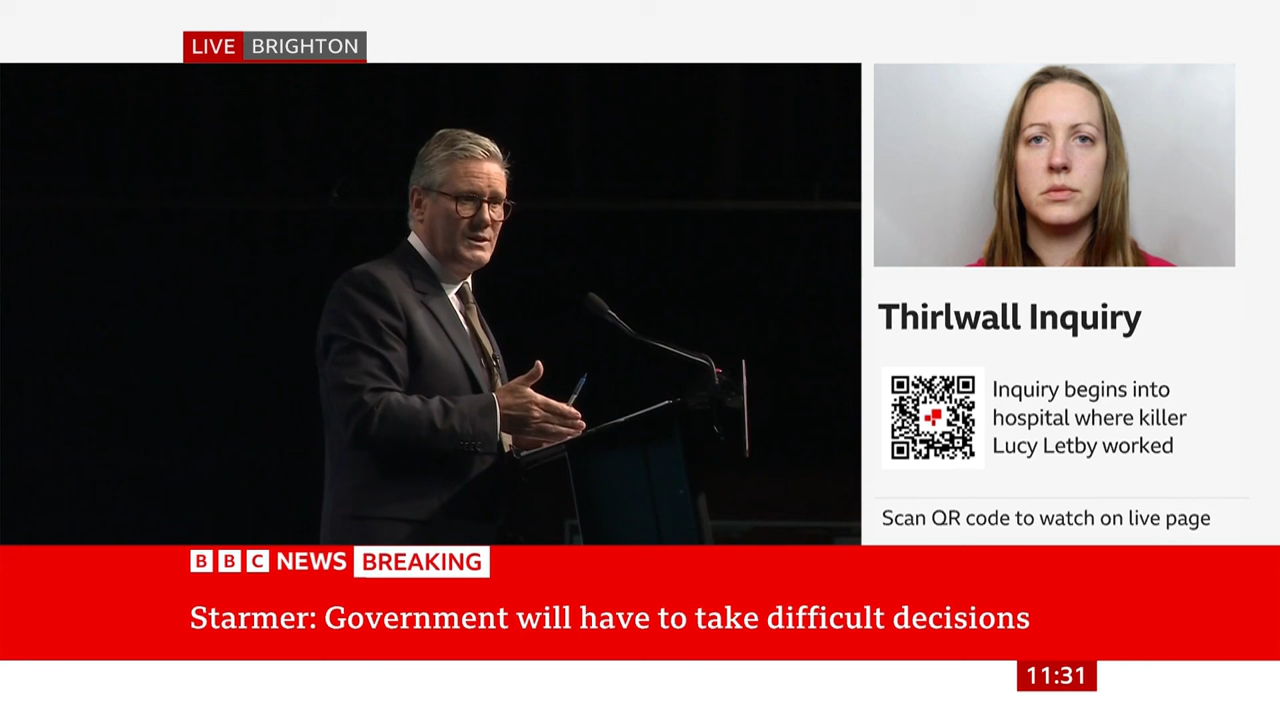 LIVE BRIGHTON
Thirlwall Inquiry
Inquiry begins into
hospital where killer
Lucy Letby worked
Scan QR code to watch on live page
BBC NEWS BREAKING
Starmer: Government will have to take difficult decisions
11:31